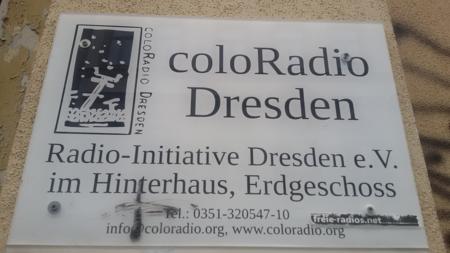 coloRadio
Dresden
coloRadio Dresden
Radio-Initiative Dresden e.V.
im Hinterhaus, Erdgeschoss
Tel.: 0351-320547-10
info@coloradio.org, www.coloradio.org
freie-radios.net